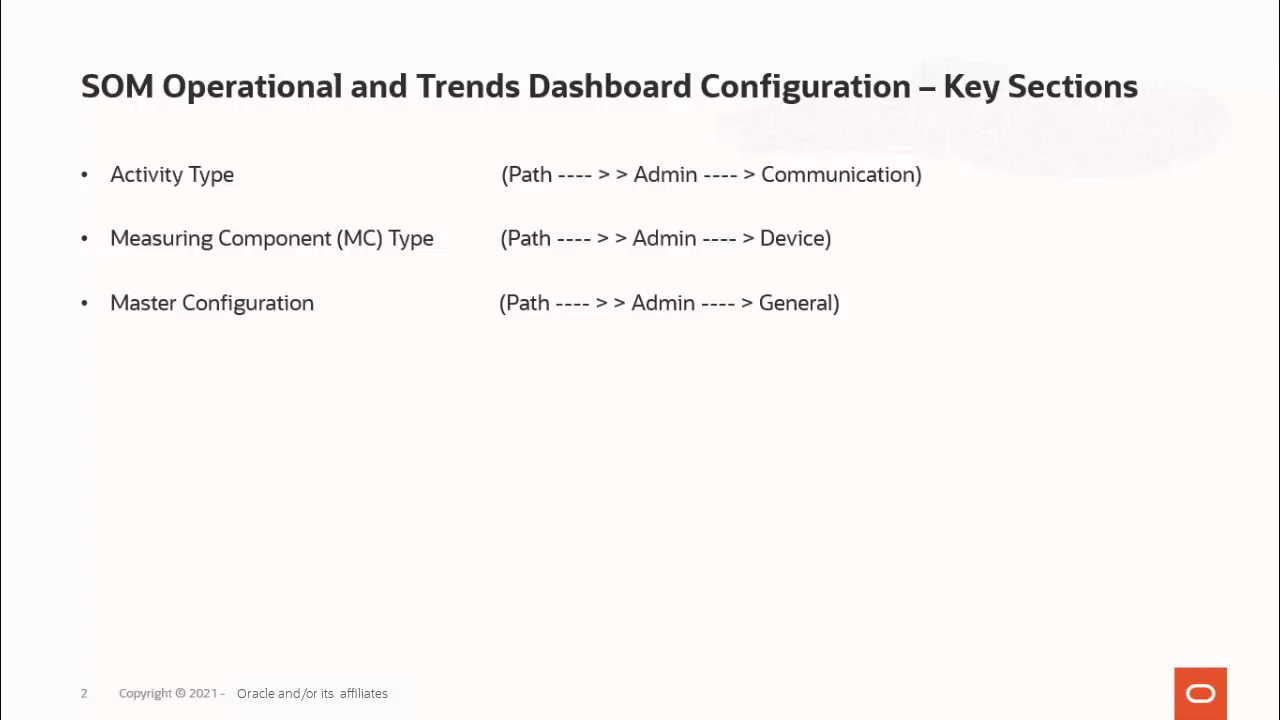 SOM Operational and Trends Dashboard Configuration – Key Sections
• Activity Type (Path ---- > > Admin ---- > Communication)
• Measuring Component (MC) Type (Path ---- > > Admin ---- > Device)
• Master Configuration (Path ---- > > Admin ---- > General)
2 Copyright © 2021 - Oracle and/or its affiliates